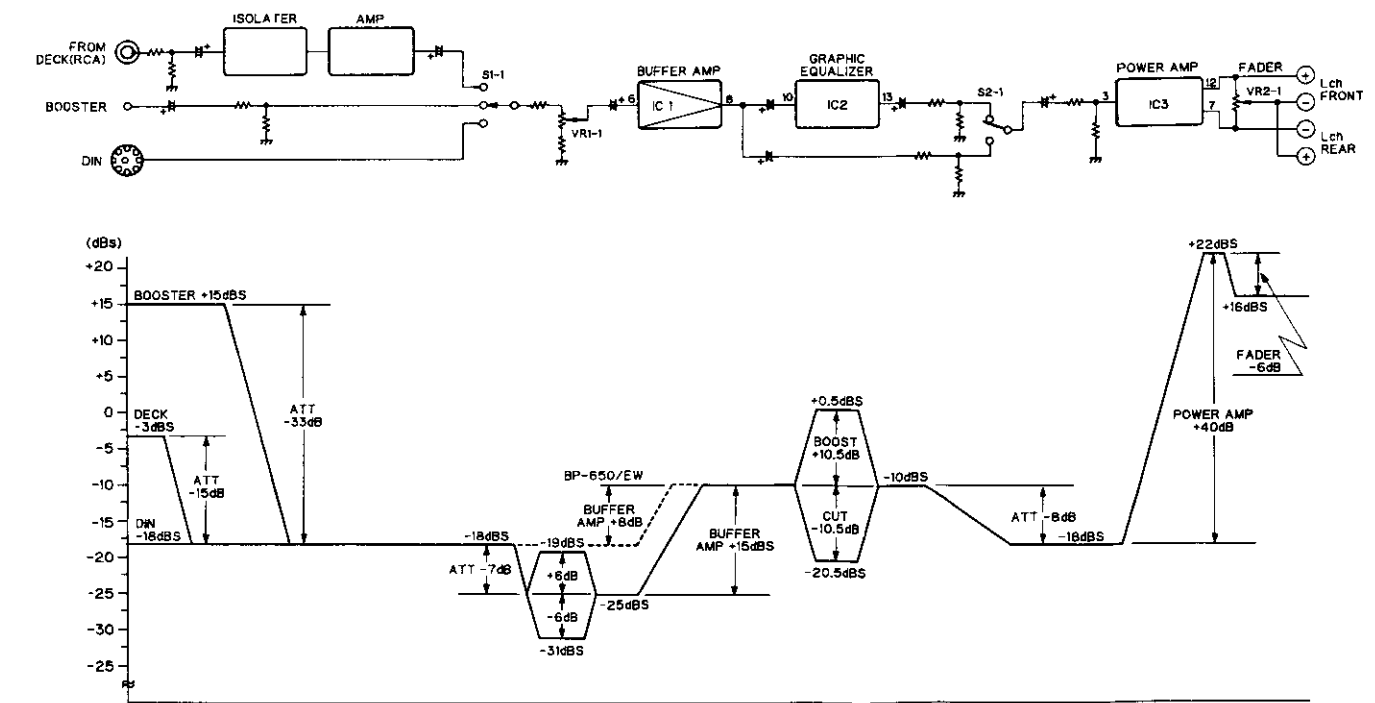 ISOLATER
AMP
FROM
DECK(RCA)
S1-1
BOOSTER
DIN
VR1-1
BUFFER AMP
+ 6
IC 1
8
GRAPHIC
EQUALIZER
10
IC2
13
S2-1
POWER AMP
3
IC3
12
7
FADER
VR2-1
Lch
FRONT
Lch
REAR
(dBs)
+20
+15
+10
+5
0
-5
-10
-15
-20
-25
-30
-25
BOOSTER +15dBS
ATT
-33dB
DECK
-3dBS
ATT
-15dB
DIN
-18dBS
-18dBS
ATT -7dB
-19dBS
+6dB
-6dB
-31dBS
-25dBS
BP-650/EW
BUFFER
AMP +8dB
BUFFER
AMP +15dBS
+0.5dBS
BOOST
+10.5dB
CUT
-10.5dB
-20.5dBS
-10dBS
ATT -8dB
-18dBS
+22dBS
+16dBS
FADER
-6dB
POWER AMP
+40dB